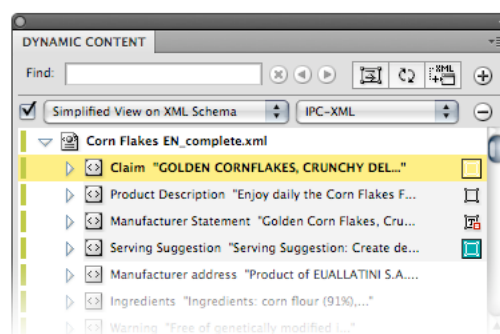 DYNAMIC CONTENT
Find:
XML
Simplified View on XML Schema
IPC-XML
Corn Flakes EN_complete.xml
Claim "GOLDEN CORNFLAKES, CRUNCHY DEL..."
Product Description "Enjoy daily the Corn Flakes F...
Manufacturer Statement "Golden Corn Flakes, Cru...
Serving Suggestion "Serving Suggestion: Create de...
Manufacturer address "Product of EUALLATINI S.A....
Ingredients "Ingredients: corn flour (91%),..."
Warning "Free of genetically modified i..."